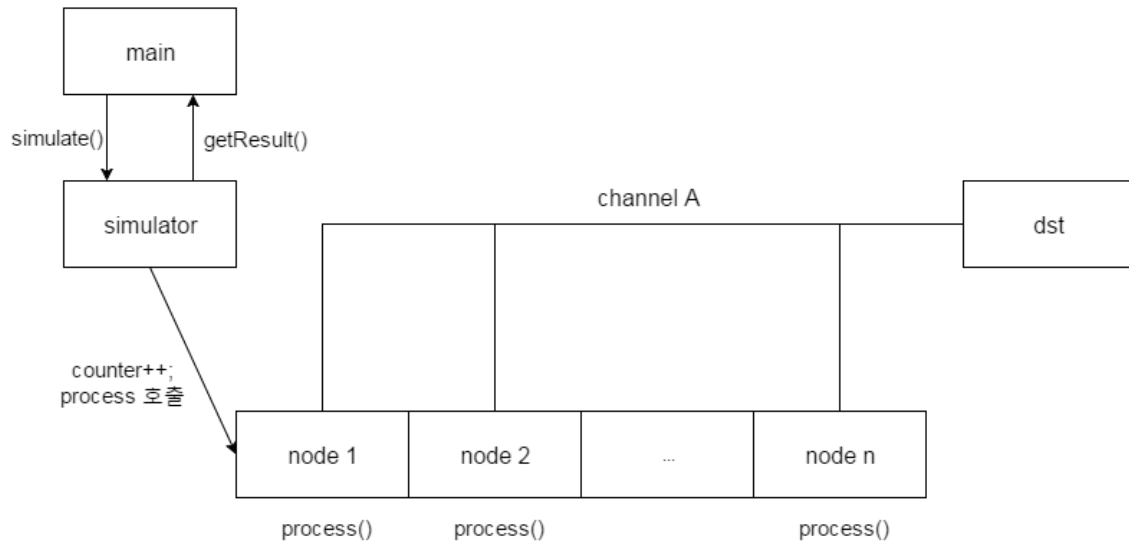 main
simulate()
getResult()
simulator
channel A
dst
counter++;
process 호출
node 1
node 2
...
node n
process()
process()
process()